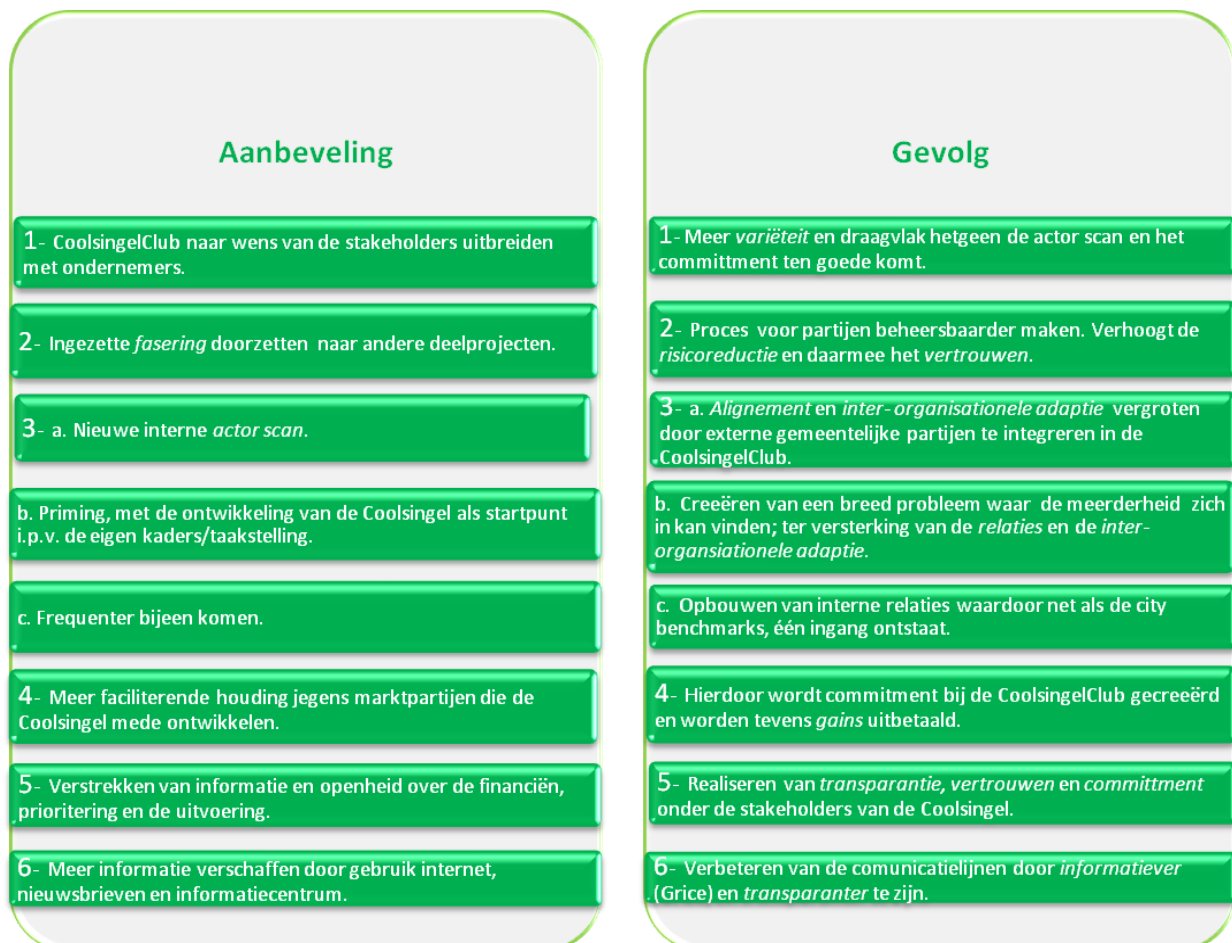 Aanbeveling
1- CoolsingelClub naar wens van de stakeholders uitbreiden
met ondernemers.
2- Ingezette fasering doorzetten naar andere deelprojecten.
3- a. Nieuwe interne actor scan.
b. Priming, met de ontwikkeling van de Coolsingel als startpunt
i.p.v. de eigen kaders/taakstelling.
c. Frequenter bijeen komen.
4- Meer faciliterende houding jegens marktpartijen die de
Coolsingel mede ontwikkelen.
5- Verstrekken van informatie en openheid over de financiën,
prioritering en de uitvoering.
6- Meer informatie verschaffen door gebruik internet,
nieuwsbrieven en informatiecentrum.
Gevolg
1- Meer variëteit en draagvlak hetgeen de actor scan en het
committment ten goede komt.
2- Proces voor partijen beheersbaarder maken. Verhoogt de
risicoreductie en daarmee het vertrouwen.
3- a. Alignement en inter- organisationele adaptie vergroten
door externe gemeentelijke partijen te integreren in de
CoolsingelClub.
b. Creeëren van een breed probleem waar de meerderheid zich
in kan vinden; ter versterking van de relaties en de inter-
organsiationele adaptie.
c. Opbouwen van interne relaties waardoor net als de city
benchmarks, één ingang ontstaat.
4- Hierdoor wordt commitment bij de CoolsingelClub gecreeërd
en worden tevens gains uitbetaald.
5- Realiseren van transparantie, vertrouwen en committment
onder de stakeholders van de Coolsingel.
6- Verbeteren van de comunicatielijnen door informatiever
(Grice) en transparanter te zijn.